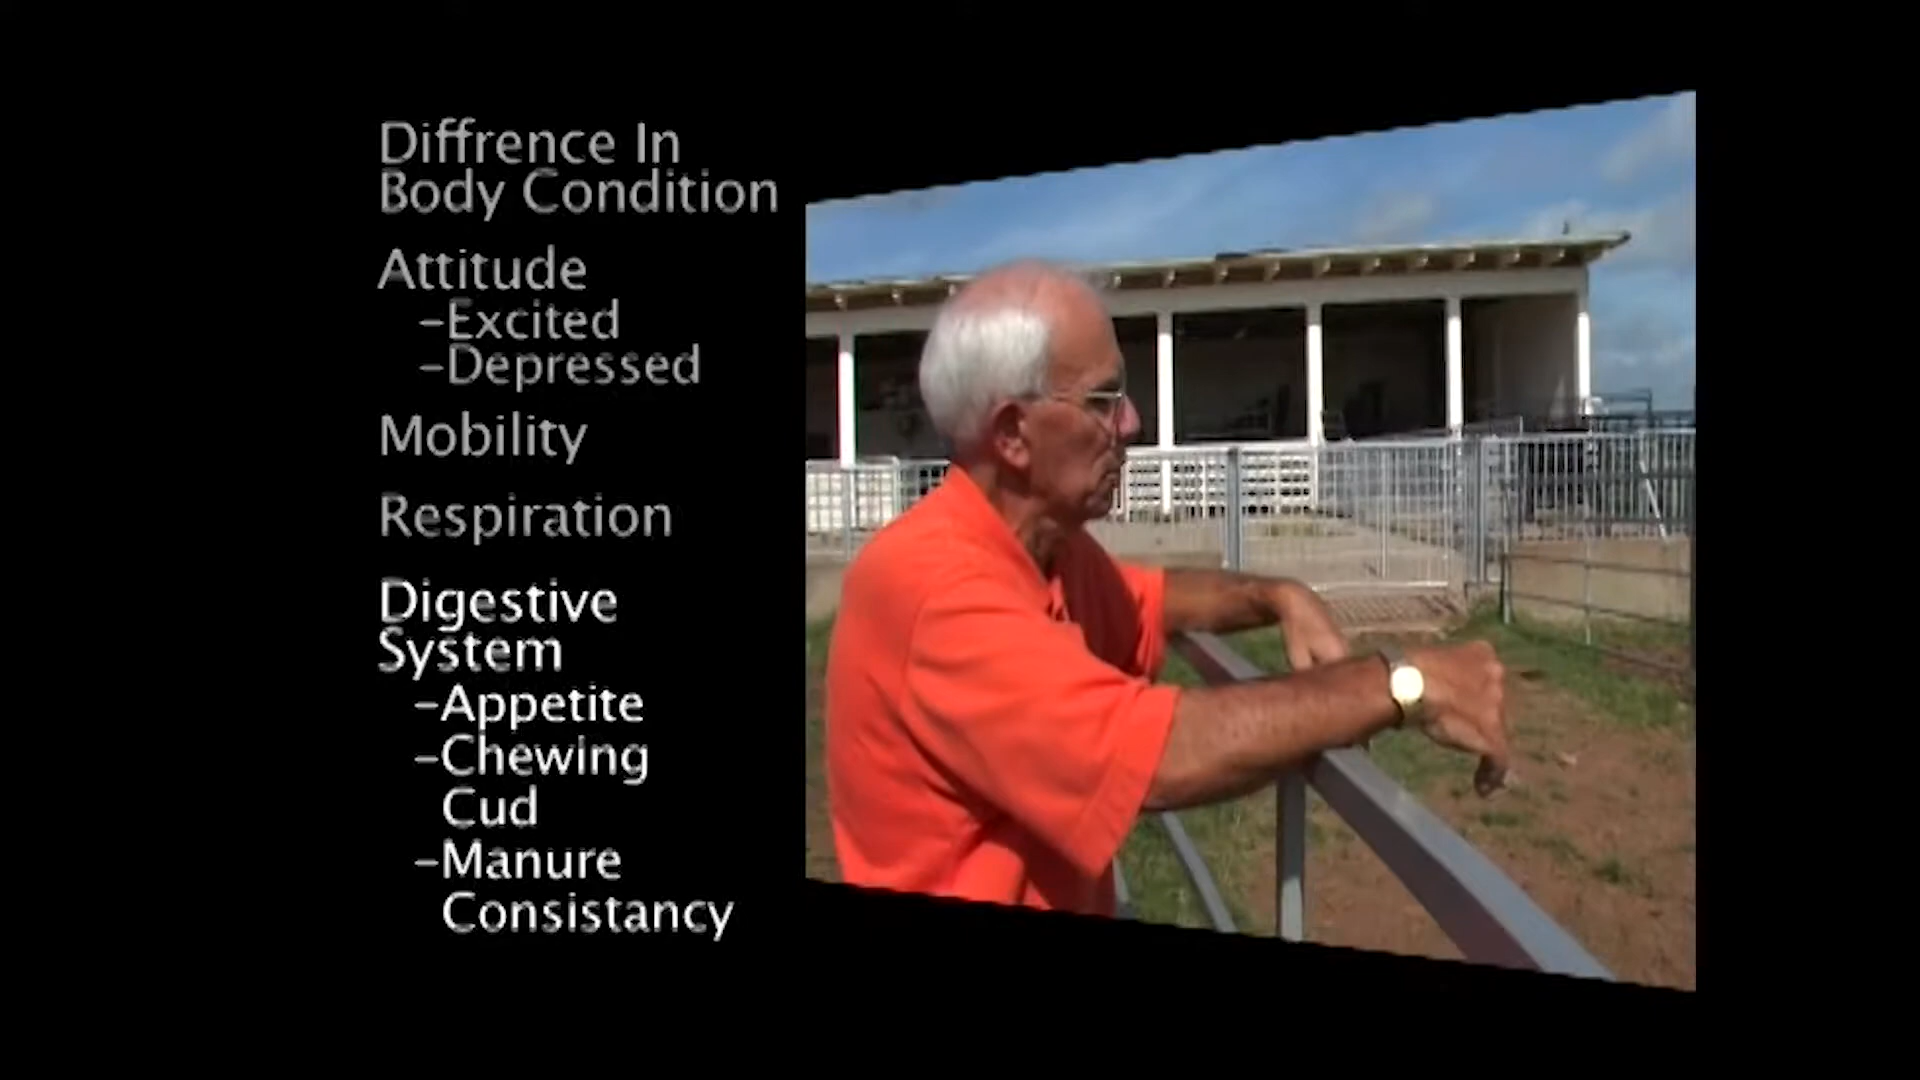 Diffrence In
Body Condition
Attitude
-Excited
-Depressed
Mobility
Respiration
Digestive
System
-Appetite
-Chewing
Cud
-Manure
Consistancy